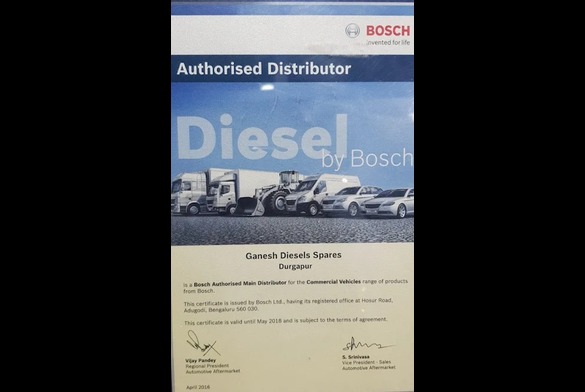 BOSCH
Invented for life
Authorised Distributor
Diesel
by Bosch
Ganesh Diesels Spares
Durgapur
is a Bosch Authorised Main Distributor for the Commercial Vehicles range of products
from Bosch.
This certificate is issued by Bosch Ltd., having its registered office at Hosur Road,
Adugodi, Bengaluru 560 030.
This certificate is valid until May 2018 and is subject to the terms of agreement.
Vijay Pandey
Regional President
Automotive Aftermarket
S. Srinivasa
Vice President - Sales
Automotive Aftermarket
April 2016